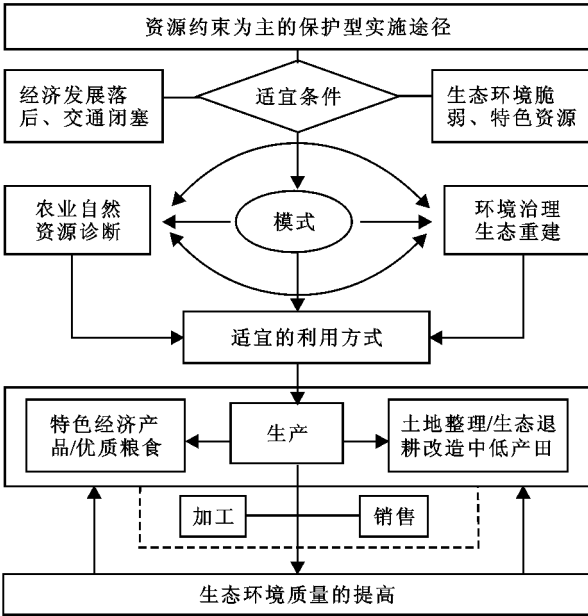 资源约束为主的保护型实施途径
经济发展落
后、交通闭塞
适宜条件
生态环境脆
弱、特色资源
农业自然
资源诊断
模式
环境治理
生态重建
适宜的利用方式
特色经济产
品/优质粮食
生产
土地整理/生态退
耕改造中低产田
加工
销售
生态环境质量的提高